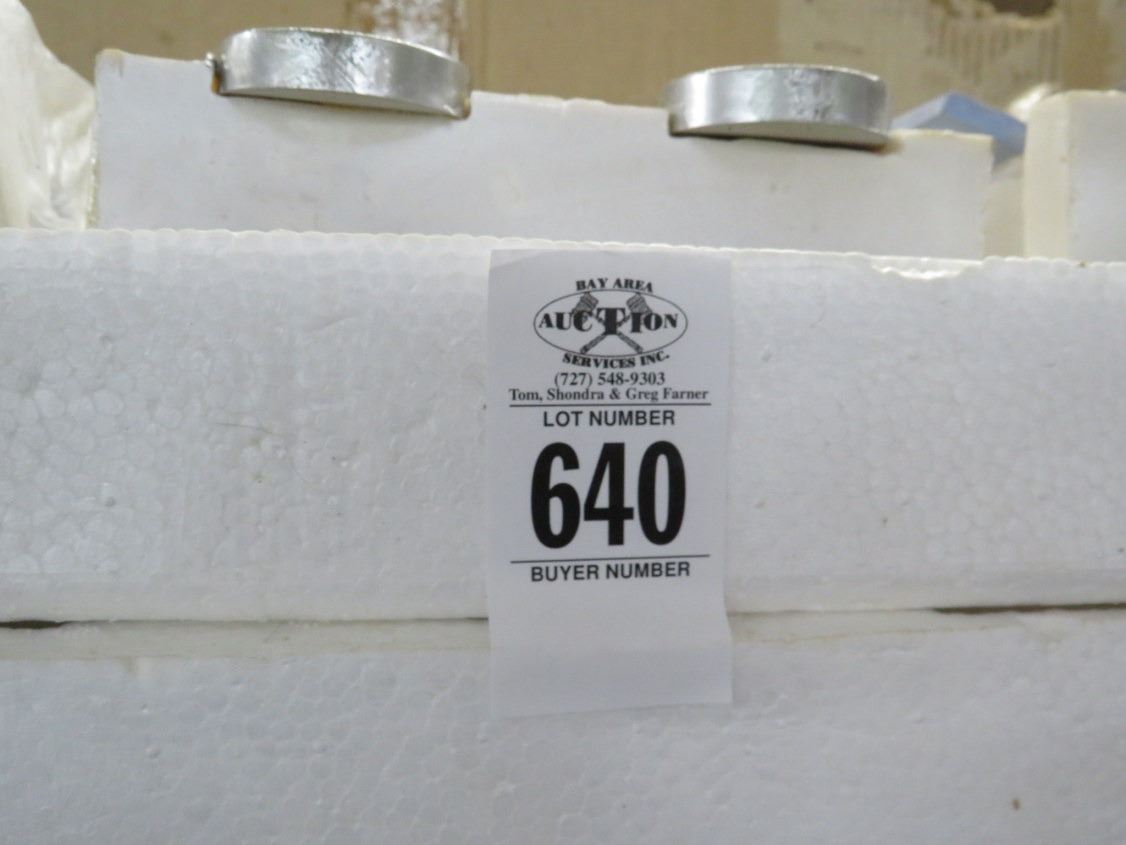 BAY AREA
AUCTION
SERVICES INC.
(727) 548-9303
Tom, Shondra & Greg Farner
LOT NUMBER
640
BUYER NUMBER